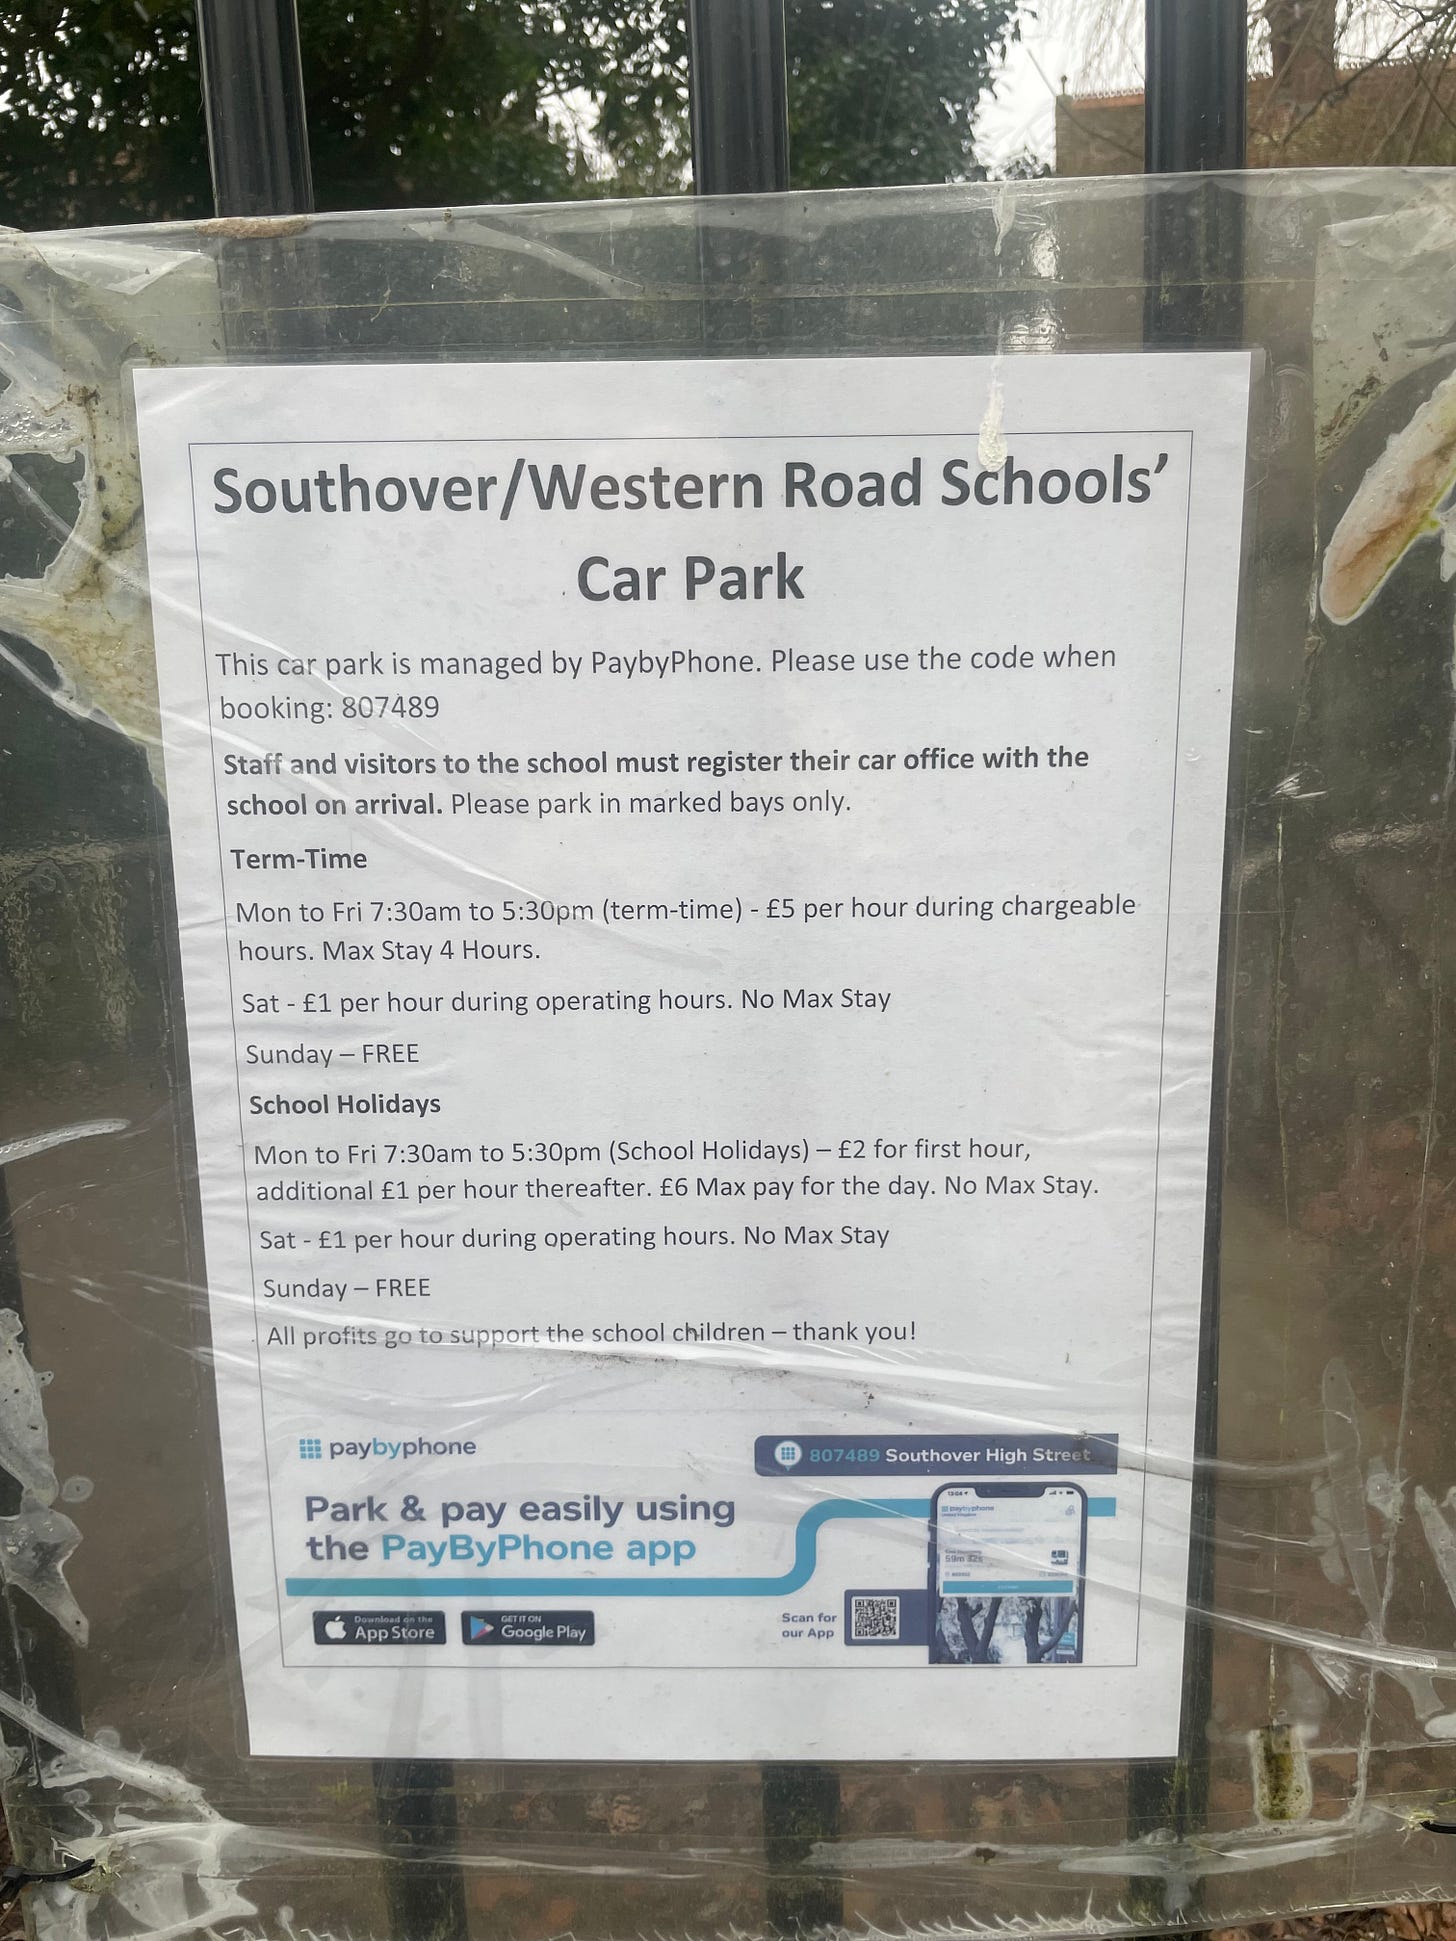 Southover/Western Road Schools’
Car Park
This car park is managed by PaybyPhone. Please use the code when
booking: 807489
Staff and visitors to the school must register their car office with the
school on arrival. Please park in marked bays only.
Term-Time
Mon to Fri 7:30am to 5:30pm (term-time) - £5 per hour during chargeable
hours. Max Stay 4 Hours.
Sat - £1 per hour during operating hours. No Max Stay
Sunday – FREE
School Holidays
Mon to Fri 7:30am to 5:30pm (School Holidays) – £2 for first hour,
additional £1 per hour thereafter. £6 Max pay for the day. No Max Stay.
Sat - £1 per hour during operating hours. No Max Stay
Sunday – FREE
All profits go to support the school children – thank you!
paybyphone
807489 Southover High Street
Park & pay easily using
the PayByPhone app
Download on the
App Store
GET IT ON
Google Play
Scan for
our App
13:04
paybyphone
59m 32s